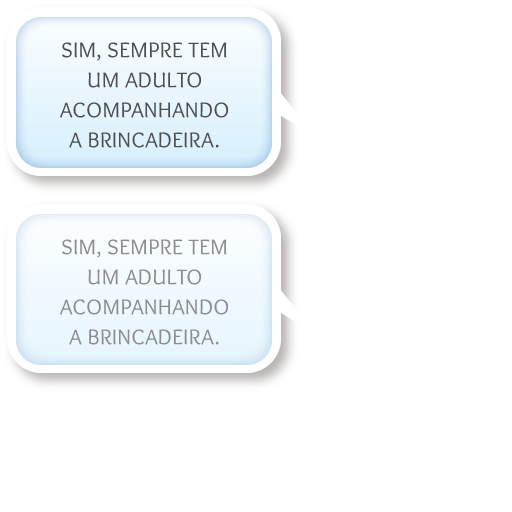 SIM, SEMPRE TEM
UM ADULTO
ACOMPANHANDO
A BRINCADEIRA.
SIM, SEMPRE TEM
UM ADULTO
ACOMPANHANDO
A BRINCADEIRA.